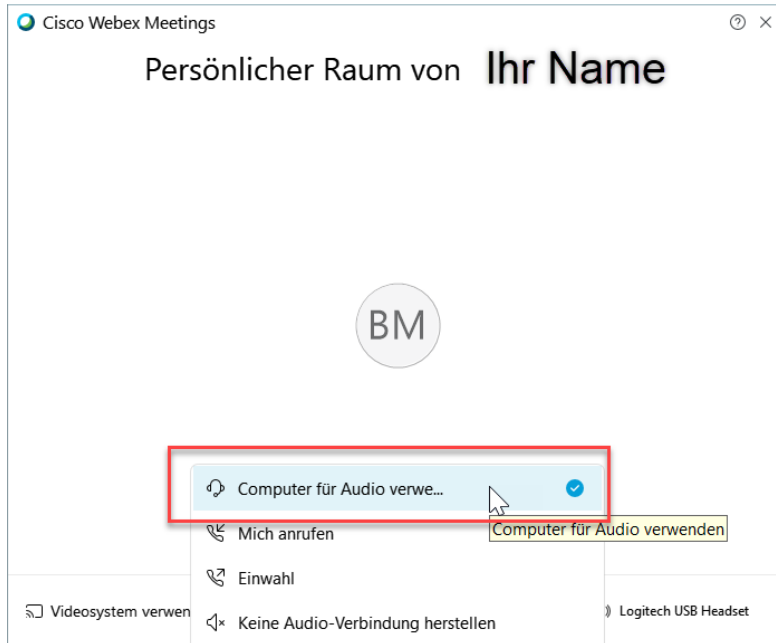 Cisco Webex Meetings
Persönlicher Raum von Ihr Name
BM
Computer für Audio verwe...
Computer für Audio verwenden
Mich anrufen
Einwahl
Videosystem verwen
Logitech USB Headset
Keine Audio-Verbindung herstellen